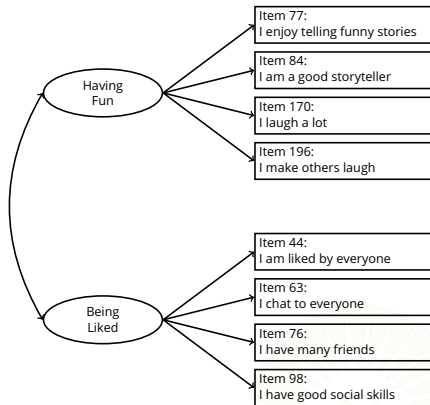 Having
Fun
Item 77:
I enjoy telling funny stories
Item 84:
I am a good storyteller
Item 170:
I laugh a lot
Item 196:
I make others laugh
Being
Liked
Item 44:
I am liked by everyone
Item 63:
I chat to everyone
Item 76:
I have many friends
Item 98:
I have good social skills